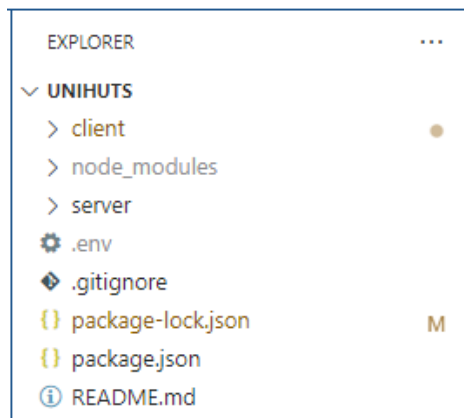 EXPLORER ...
UNIHUTS
client
node_modules
server
.env
.gitignore
{} package-lock.json M
{} package.json
README.md